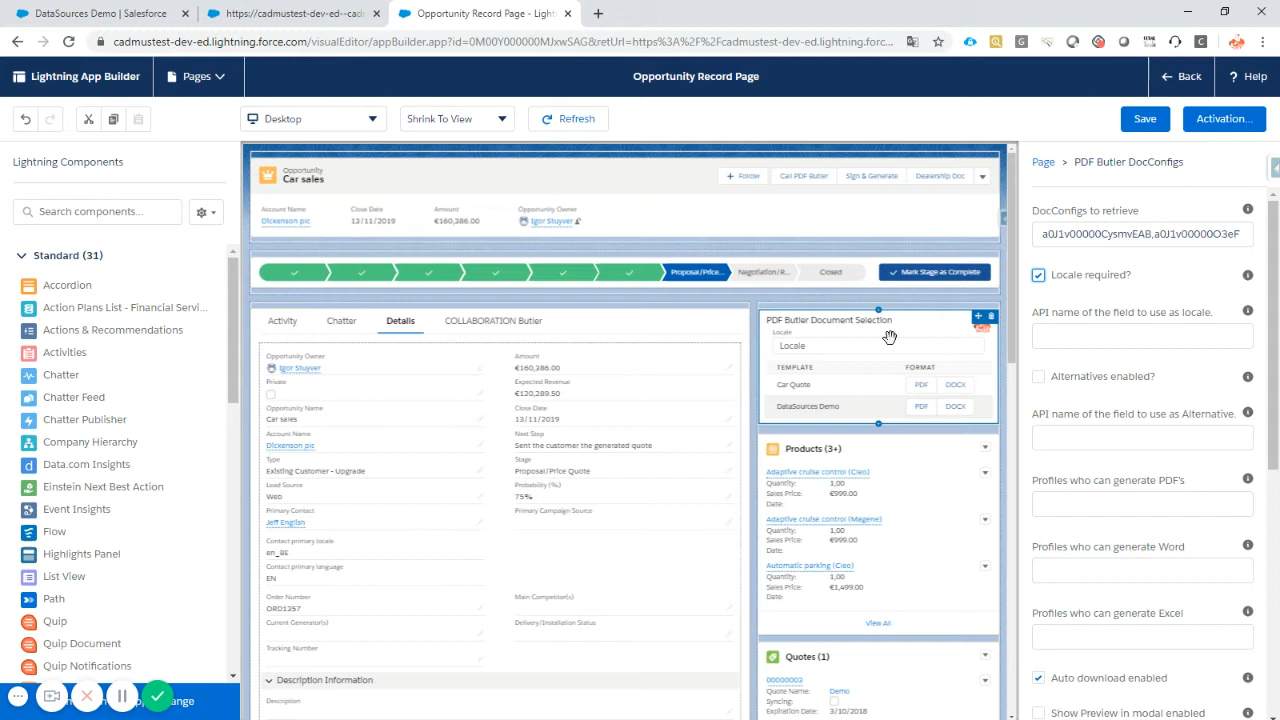 DataSources Demo | Salesforce
https://cadmustest-dev-ed--cadi
Opportunity Record Page - Light
cadmustest-dev-ed.lightning.force.com/visualEditor/appBuilder.app?id=0M00Y000000MJxwSAG&retUrl=https%3A%2F%2Fcadmustest-dev-ed.lightning.forc...
Lightning App Builder
Pages
Opportunity Record Page
Back
Help
Desktop
Shrink To View
Refresh
Save
Activation...
Lightning Components
Search components...
Standard (31)
Accordion
Action Plans List - Financial Servi...
Actions & Recommendations
Activities
Chatter
Chatter Feed
Chatter Publisher
Company Hierarchy
Data.com Insights
Einstein Next Best Action
Event Insights
Flow
Highlights Panel
List View
Path
Quip
Quip Document
Quip Notifications
Opportunity
Car sales
Follow
Call PDF Butler
Sign & Generate
Dealership Doc
Account Name
Dickenson plc
Close Date
13/11/2019
Amount
€160,386.00
Opportunity Owner
Igor Stuyver
Proposal/Price...
Negotiation/R...
Closed
Mark Stage as Complete
Activity
Chatter
Details
COLLABORATION Butler
Opportunity Owner
Igor Stuyver
Amount
€160,386.00
Private
Expected Revenue
€120,289.50
Opportunity Name
Car sales
Close Date
13/11/2019
Account Name
Dickenson plc
Next Step
Sent the customer the generated quote
Type
Existing Customer - Upgrade
Stage
Proposal/Price Quote
Lead Source
Web
Probability (%)
75%
Primary Contact
Jeff English
Primary Campaign Source
Contact primary locale
en_BE
Contact primary language
EN
Order Number
ORD1357
Main Competitor(s)
Current Generator(s)
Delivery/Installation Status
Tracking Number
Description Information
Description
PDF Butler Document Selection
Locale
Locale
TEMPLATE
FORMAT
Car Quote
PDF
DOCX
DataSources Demo
PDF
DOCX
Products (3+)
Adaptive cruise control (Cleo)
Quantity: 1,00
Sales Price: €999.00
Date:
Adaptive cruise control (Magene)
Quantity: 1,00
Sales Price: €999.00
Date:
Automatic parking (Cleo)
Quantity: 1,00
Sales Price: €1,499.00
Date:
View All
Quotes (1)
00000003
Quote Name: Demo
Syncing:
Expiration Date: 3/10/2018
Page > PDF Butler DocConfigs
DocConfigs to retrieve
a0J1v00000CysmvEAB,a0J1v00000O3eF
Locale required?
API name of the field to use as locale.
Alternatives enabled?
API name of the field to use as Alternat
Profiles who can generate PDF's
Profiles who can generate Word
Profiles who can generate Excel
Auto download enabled
Show Preview in modal enabled